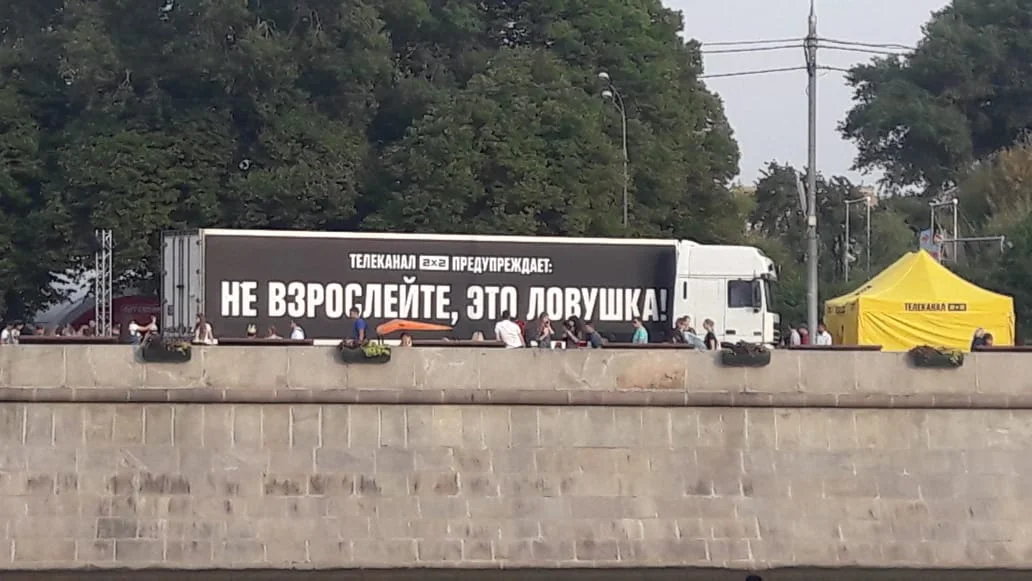 ТЕЛЕКАНАЛ 2x2 ПРЕДУПРЕЖДАЕТ:
НЕ ВЗРОСЛЕЙТЕ, ЭТО ЛОВУШКА!
ТЕЛЕКАНАЛ 2x2